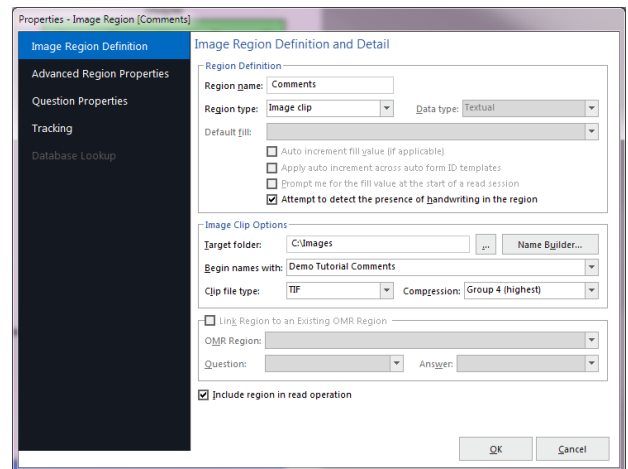 Properties - Image Region [Comments]
Image Region Definition
Advanced Region Properties
Question Properties
Tracking
Database Lookup
Image Region Definition and Detail
Region Definition
Region name: Comments
Region type: Image clip Data type: Textual
Default fill:
Auto increment fill value (if applicable)
Apply auto increment across auto form ID templates
Prompt me for the fill value at the start of a read session
Attempt to detect the presence of handwriting in the region
Image Clip Options
Target folder: C:\Images ... Name Builder...
Begin names with: Demo Tutorial Comments
Clip file type: TIF Compression: Group 4 (highest)
Link Region to an Existing OMR Region
OMR Region:
Question: Answer:
Include region in read operation
OK Cancel